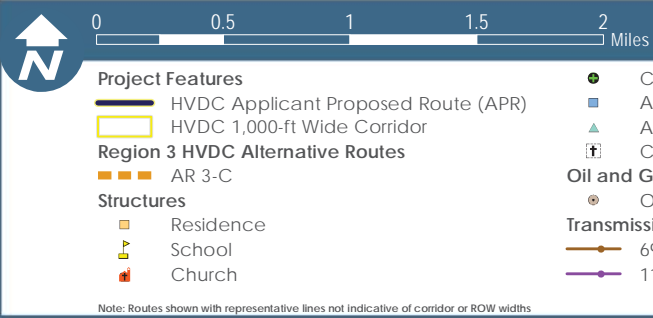 N
0 0.5 1 1.5 2
Miles
Project Features
HVDC Applicant Proposed Route (APR)
HVDC 1,000-ft Wide Corridor
Region 3 HVDC Alternative Routes
AR 3-C
Structures
Residence
School
Church
Note: Routes shown with representative lines not indicative of corridor or ROW widths
Oil and